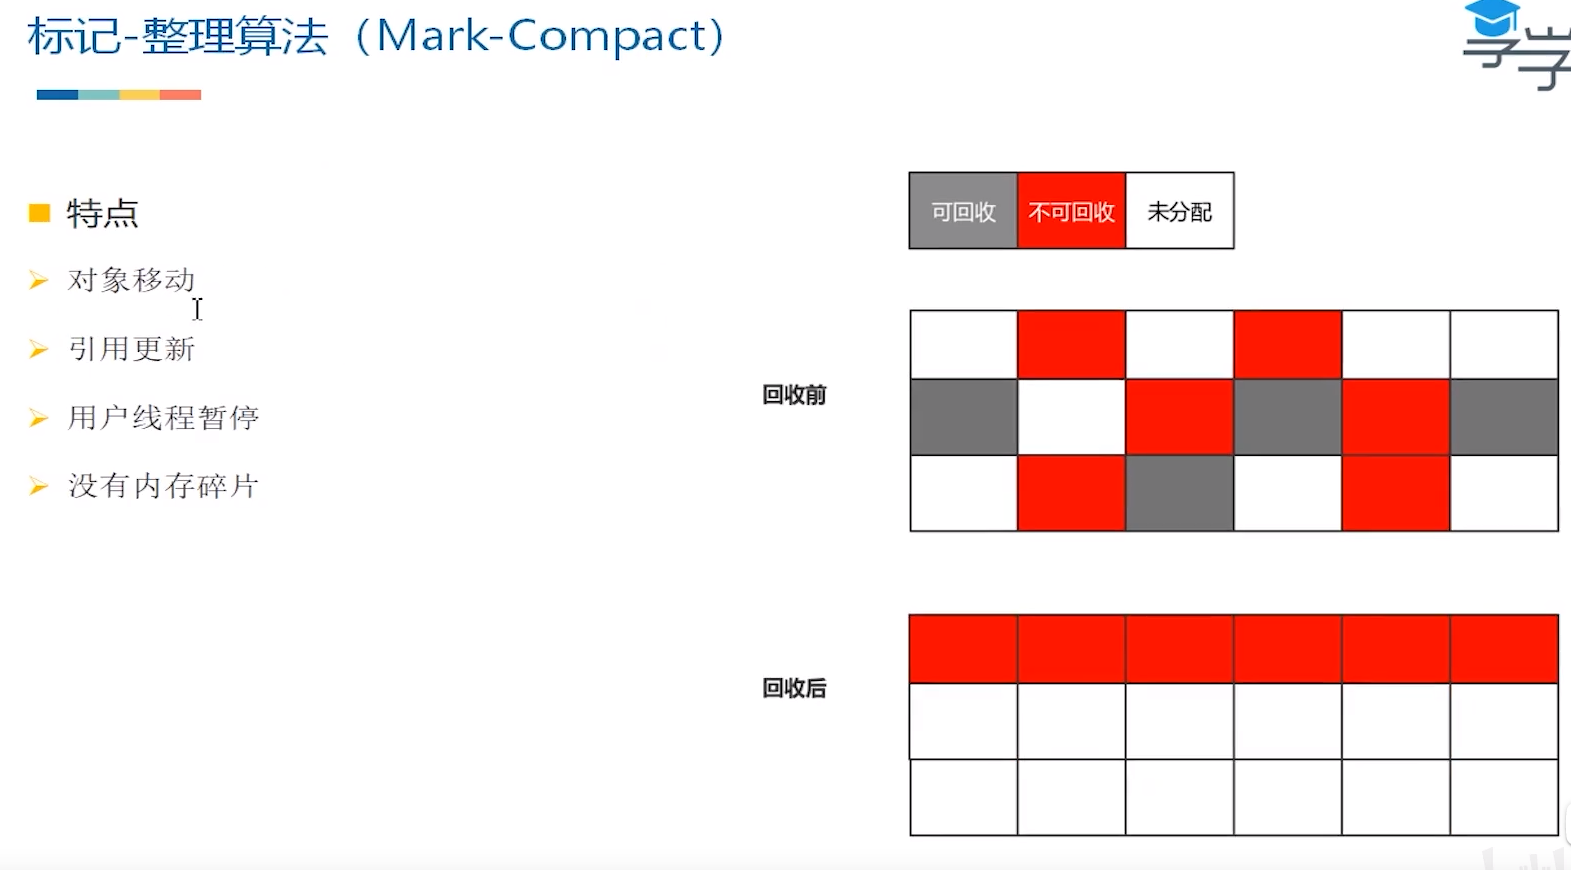 标记-整理算法（Mark-Compact）
特点
对象移动
引用更新
用户线程暂停
没有内存碎片
可回收 不可回收 未分配
回收前
回收后